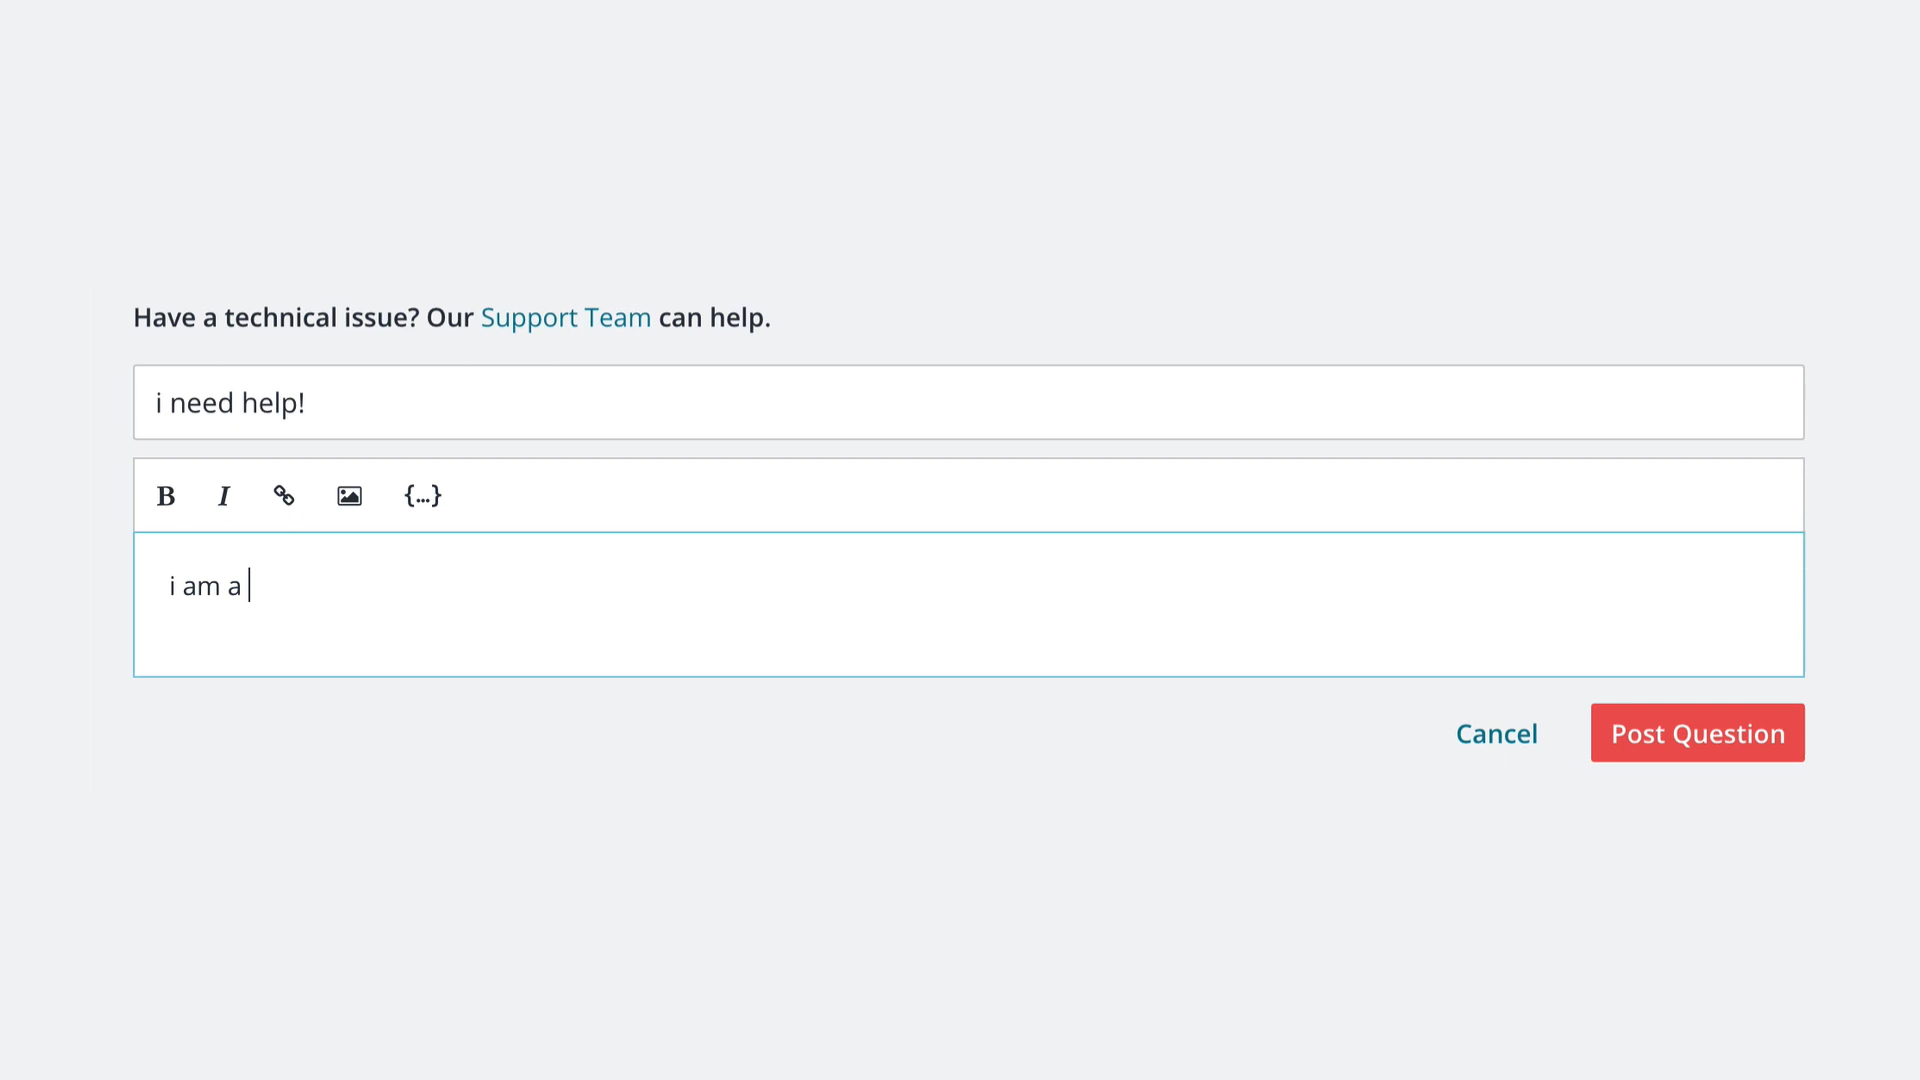 Have a technical issue? Our Support Team can help.
i need help!
B I {...}
i am a
Cancel Post Question